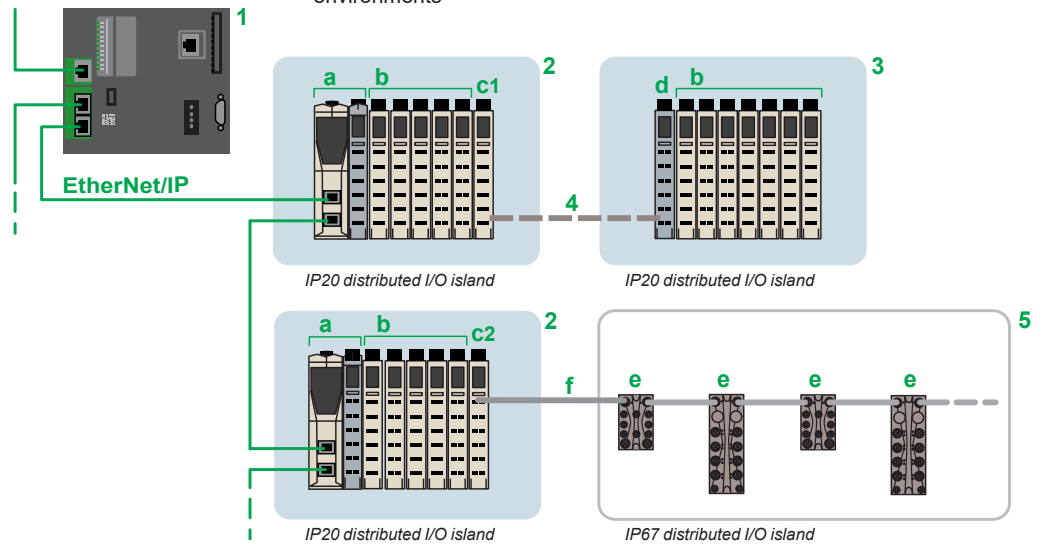 environments
1
a b c1 2
d b 3
EtherNet/IP
4
IP20 distributed I/O island
IP20 distributed I/O island
a b c2 2
5
f e e e e
IP20 distributed I/O island
IP67 distributed I/O island